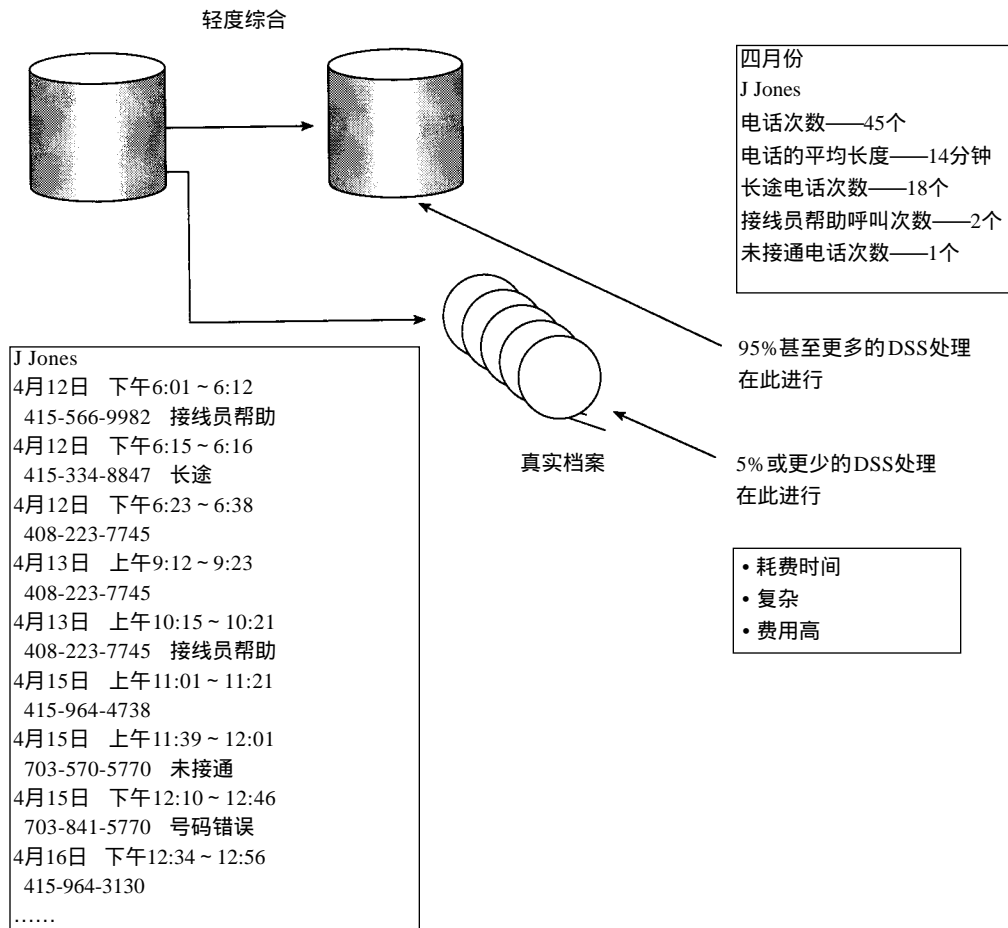 轻度综合
四月份
J Jones
电话次数——45个
电话的平均长度——14分钟
长途电话次数——18个
接线员帮助呼叫次数——2个
未接通电话次数——1个
95%甚至更多的DSS处理
在此进行
J Jones
4月12日 下午6:01 ~ 6:12
415-566-9982 接线员帮助
4月12日 下午6:15 ~ 6:16
415-334-8847 长途
4月12日 下午6:23 ~ 6:38
408-223-7745
4月13日 上午9:12 ~ 9:23
408-223-7745
4月13日 上午10:15 ~ 10:21
408-223-7745 接线员帮助
4月15日 上午11:01 ~ 11:21
415-964-4738
4月15日 上午11:39 ~ 12:01
703-570-5770 未接通
4月15日 下午12:10 ~ 12:46
703-841-5770 号码错误
4月16日 下午12:34 ~ 12:56
415-964-3130
……
真实档案
5%或更少的DSS处理
在此进行
• 耗费时间
• 复杂
• 费用高